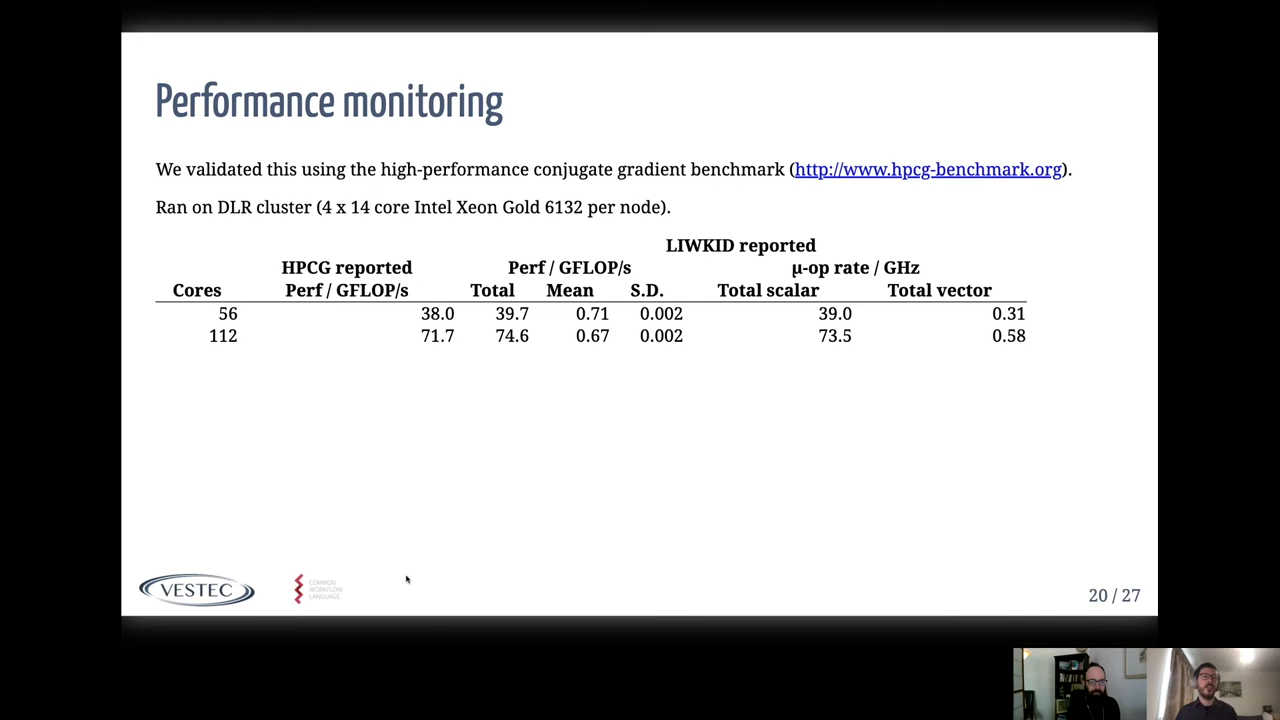 Performance monitoring
We validated this using the high-performance conjugate gradient benchmark (http://www.hpcg-benchmark.org).
Ran on DLR cluster (4 x 14 core Intel Xeon Gold 6132 per node).
LIWKID reported
HPCG reported Perf / GFLOP/s µ-op rate / GHz
Cores Perf / GFLOP/s Total Mean S.D. Total scalar Total vector
56 38.0 39.7 0.71 0.002 39.0 0.31
112 71.7 74.6 0.67 0.002 73.5 0.58
VESTEC
COMMON
WORKFLOW
LANGUAGE
20 / 27